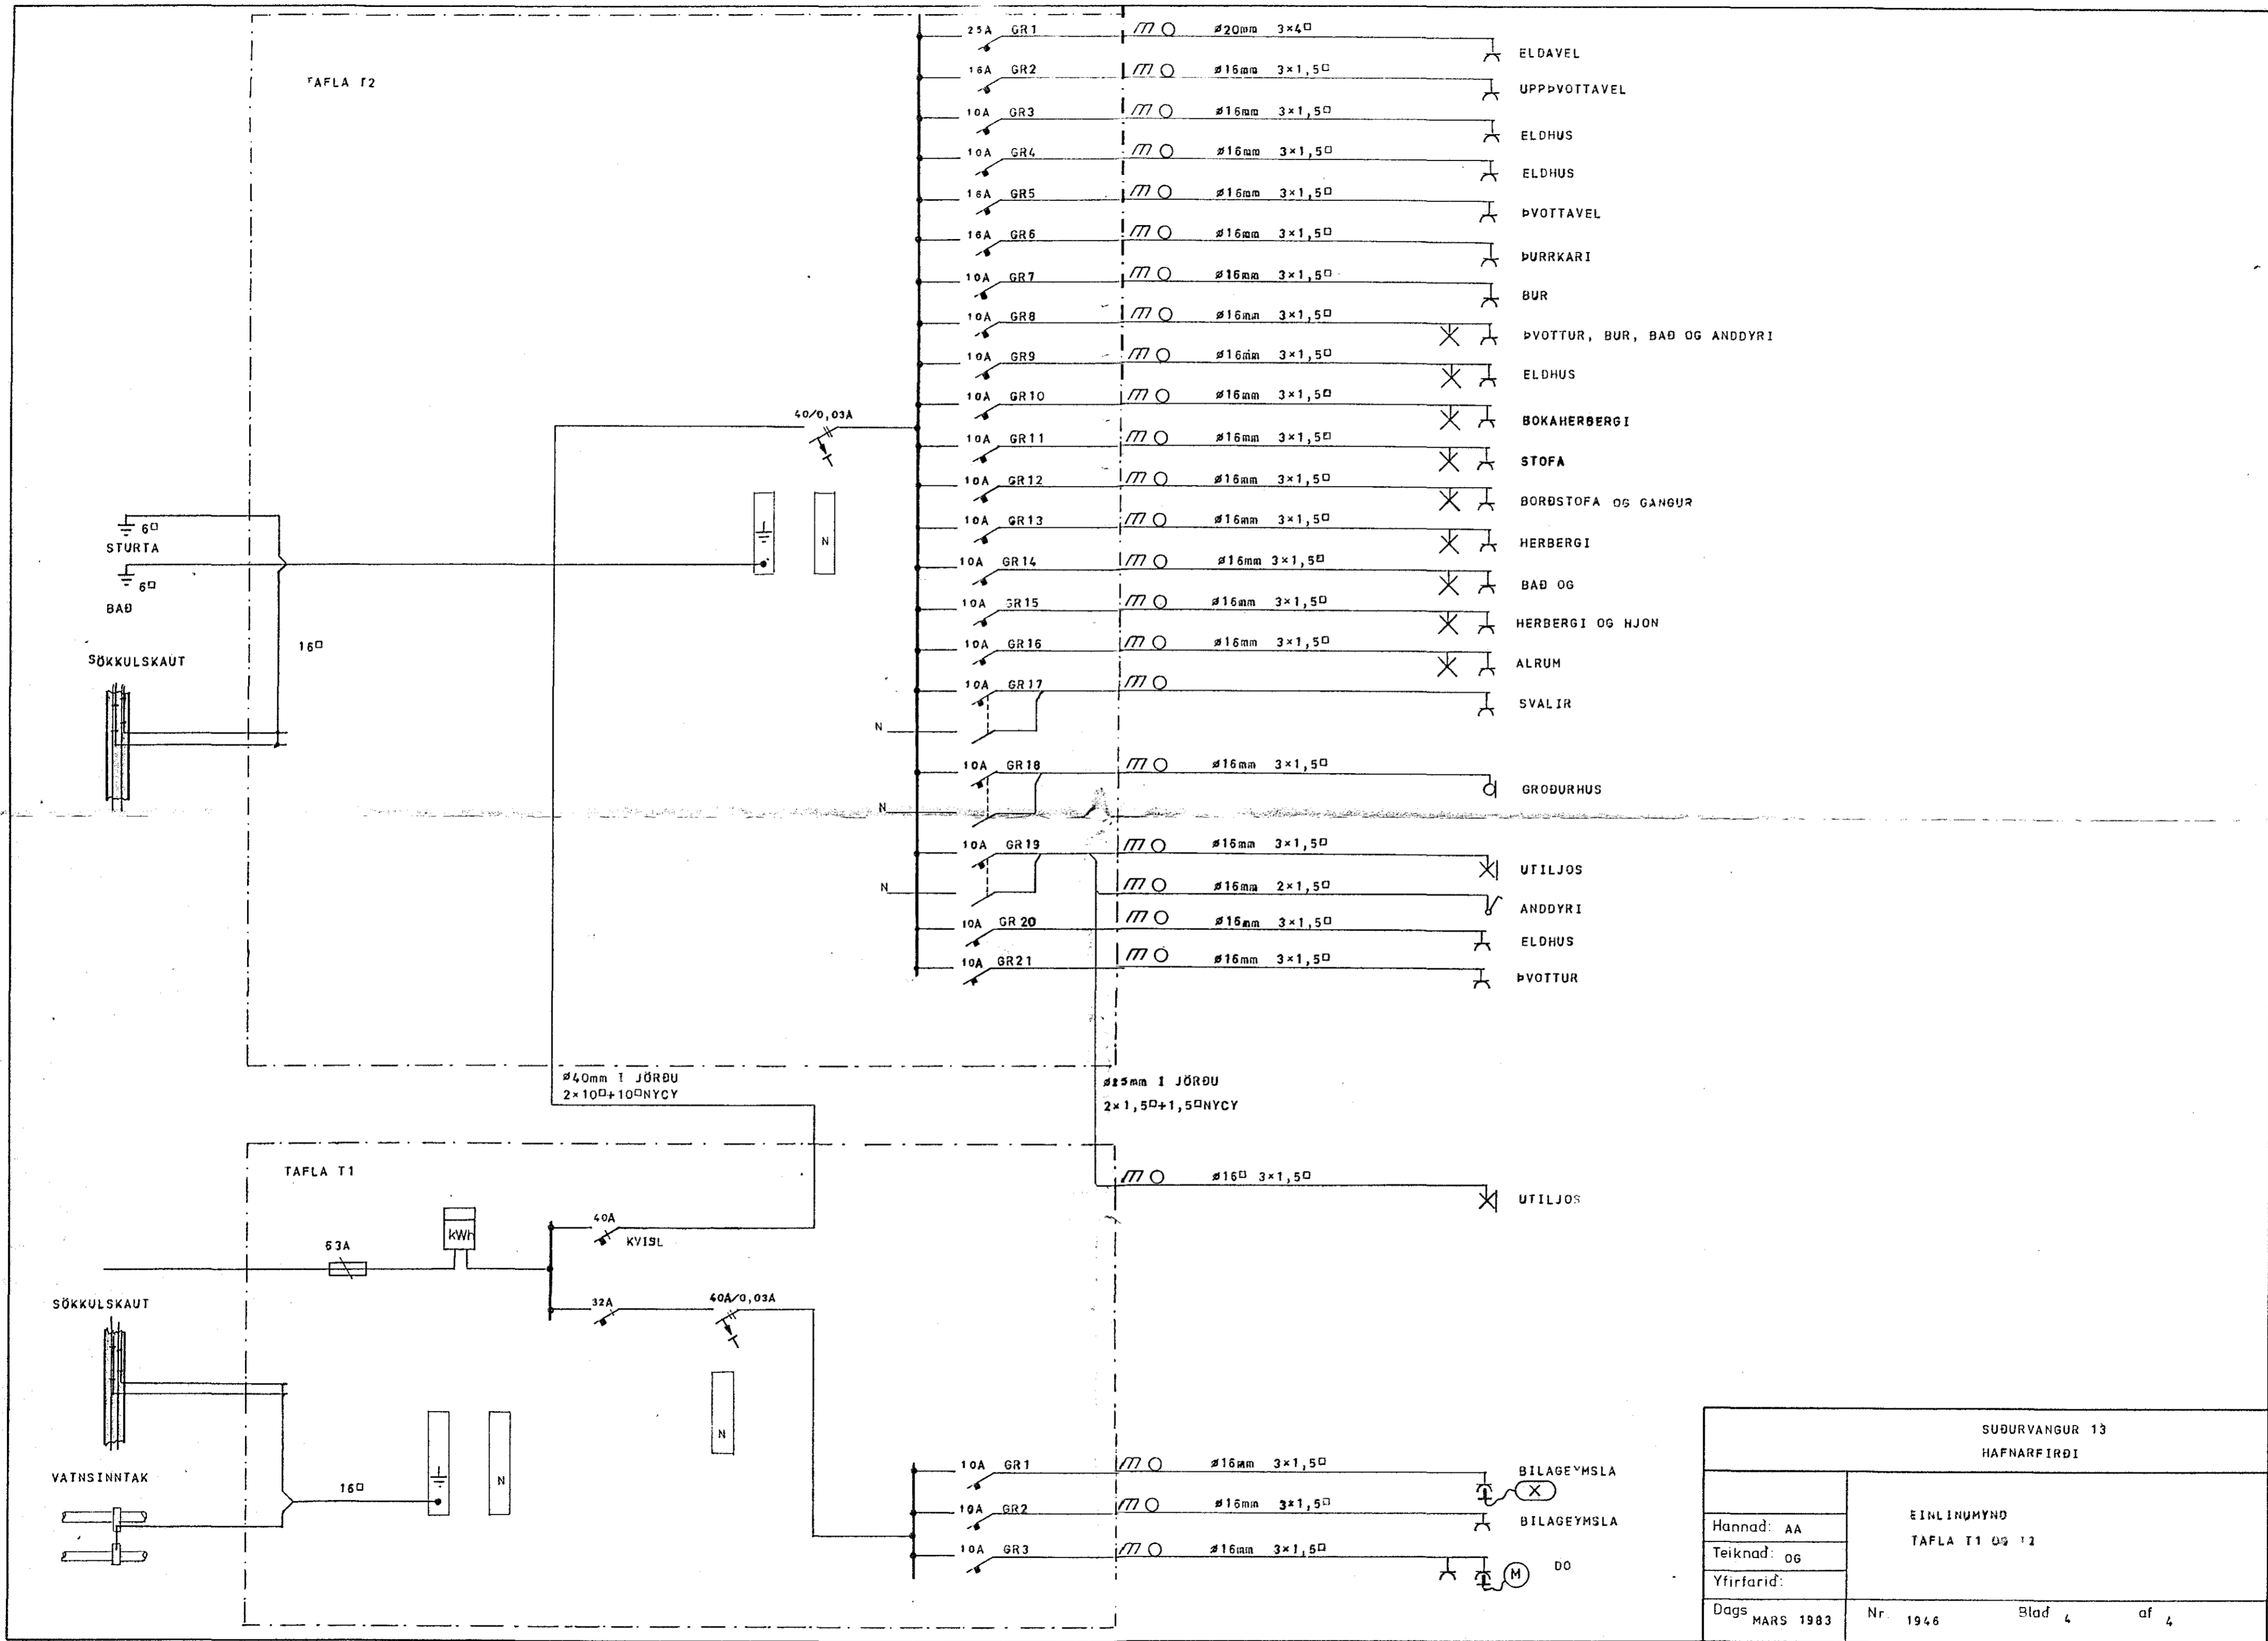 TAFLA T2
25A GR1 ø20mm 3×4□ ELDAVEL
16A GR2 ø16mm 3×1,5□ UPPÞVOTTAVEL
10A GR3 ø16mm 3×1,5□ ELDHUS
10A GR4 ø16mm 3×1,5□ ELDHUS
16A GR5 ø16mm 3×1,5□ ÞVOTTAVEL
16A GR6 ø16mm 3×1,5□ ÞURRKARI
10A GR7 ø16mm 3×1,5□ BUR
10A GR8 ø16mm 3×1,5□ ÞVOTTUR, BUR, BAÐ OG ANDDYRI
10A GR9 ø16mm 3×1,5□ ELDHUS
10A GR10 ø16mm 3×1,5□ BOKAHERBERGI
40/0,03A
10A GR11 ø16mm 3×1,5□ STOFA
10A GR12 ø16mm 3×1,5□ BORÐSTOFA OG GANGUR
10A GR13 ø16mm 3×1,5□ HERBERGI
N
10A GR14 ø16mm 3×1,5□ BAÐ OG
10A GR15 ø16mm 3×1,5□ HERBERGI OG HJON
10A GR16 ø16mm 3×1,5□ ALRUM
10A GR17 SVALIR
N
10A GR18 ø16mm 3×1,5□ GROÐURHUS
N
10A GR19 ø16mm 3×1,5□ UTILJOS
N
ø16mm 2×1,5□ ANDDYRI
10A GR20 ø16mm 3×1,5□ ELDHUS
10A GR21 ø16mm 3×1,5□ ÞVOTTUR
6□
STURTA
6□
BAÐ
16□
SÖKKULSKAUT
ø40mm I JÖRÐU
2×10□+10□NYCY
ø25mm I JÖRÐU
2×1,5□+1,5□NYCY
TAFLA T1
ø16□ 3×1,5□ UTILJOS
63A
kWh
40A
KVISL
32A
40A/0,03A
SÖKKULSKAUT
N
N
VATNSINNTAK
16□
10A GR1 ø16mm 3×1,5□ BILAGEYMSLA
X
10A GR2 ø16mm 3×1,5□ BILAGEYMSLA
10A GR3 ø16mm 3×1,5□ DO
M
SUÐURVANGUR 13
HAFNARFIRÐI
EINLINUMYND
TAFLA T1 OG T2
Hannað: AA
Teiknað: OG
Yfirfarið:
Dags MARS 1983
Nr. 1946 Blað 4 af 4